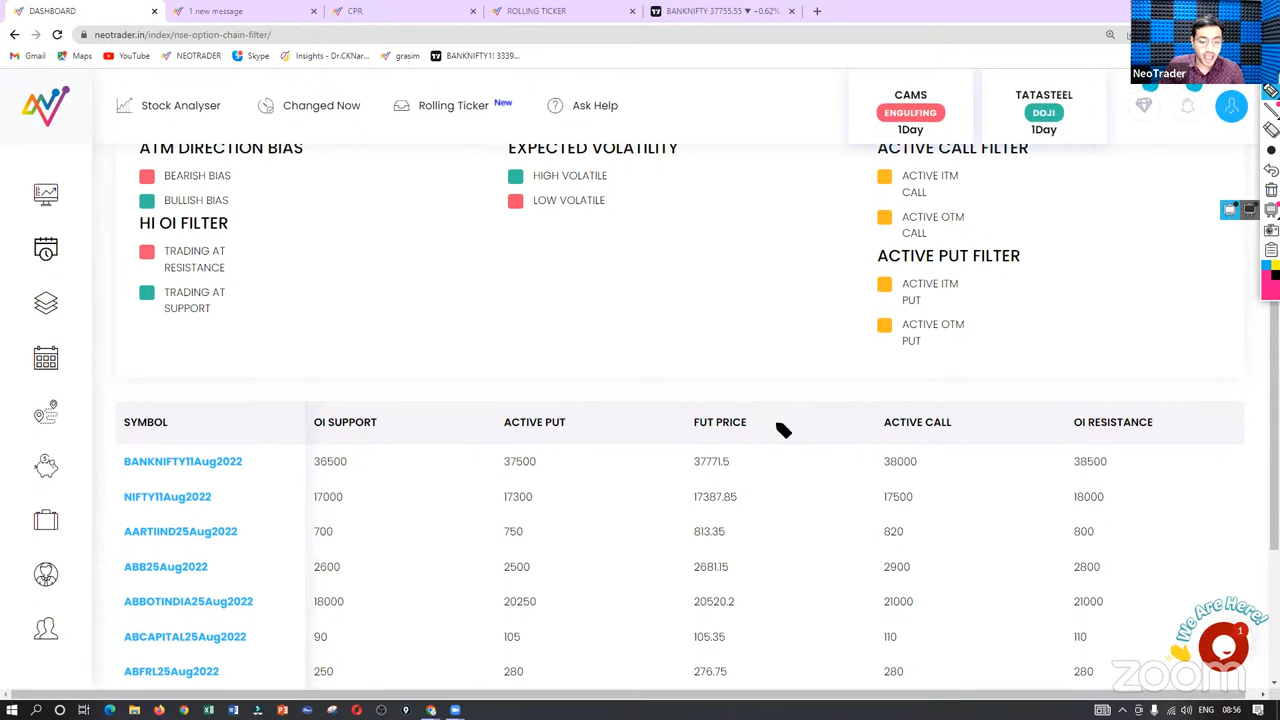 DASHBOARD
1 new message
CPR
ROLLING TICKER
BANKNIFTY 37755.55 ▼ −0.62%
neotrader.in/index/nse-option-chain-filter/
Gmail
Maps
YouTube
NEOTRADER
Skype
Insights - Dr.CKNar...
grasim
BANKNIFTY1! 3339...
NeoTrader
Stock Analyser
Changed Now
Rolling Ticker New
Ask Help
CAMS
ENGULFING
1Day
TATASTEEL
DOJI
1Day
ATM DIRECTION BIAS
BEARISH BIAS
BULLISH BIAS
HI OI FILTER
TRADING AT
RESISTANCE
TRADING AT
SUPPORT
EXPECTED VOLATILITY
HIGH VOLATILE
LOW VOLATILE
ACTIVE CALL FILTER
ACTIVE ITM
CALL
ACTIVE OTM
CALL
ACTIVE PUT FILTER
ACTIVE ITM
PUT
ACTIVE OTM
PUT
SYMBOL OI SUPPORT ACTIVE PUT FUT PRICE ACTIVE CALL OI RESISTANCE
BANKNIFTY11Aug2022 36500 37500 37771.5 38000 38500
NIFTY11Aug2022 17000 17300 17387.85 17500 18000
AARTIIND25Aug2022 700 750 813.35 820 800
ABB25Aug2022 2600 2500 2681.15 2900 2800
ABBOTINDIA25Aug2022 18000 20250 20520.2 21000 21000
ABCAPITAL25Aug2022 90 105 105.35 110 110
ABFRL25Aug2022 250 280 276.75 280 280
We Are Here!
1
zoom
ENG 08:56